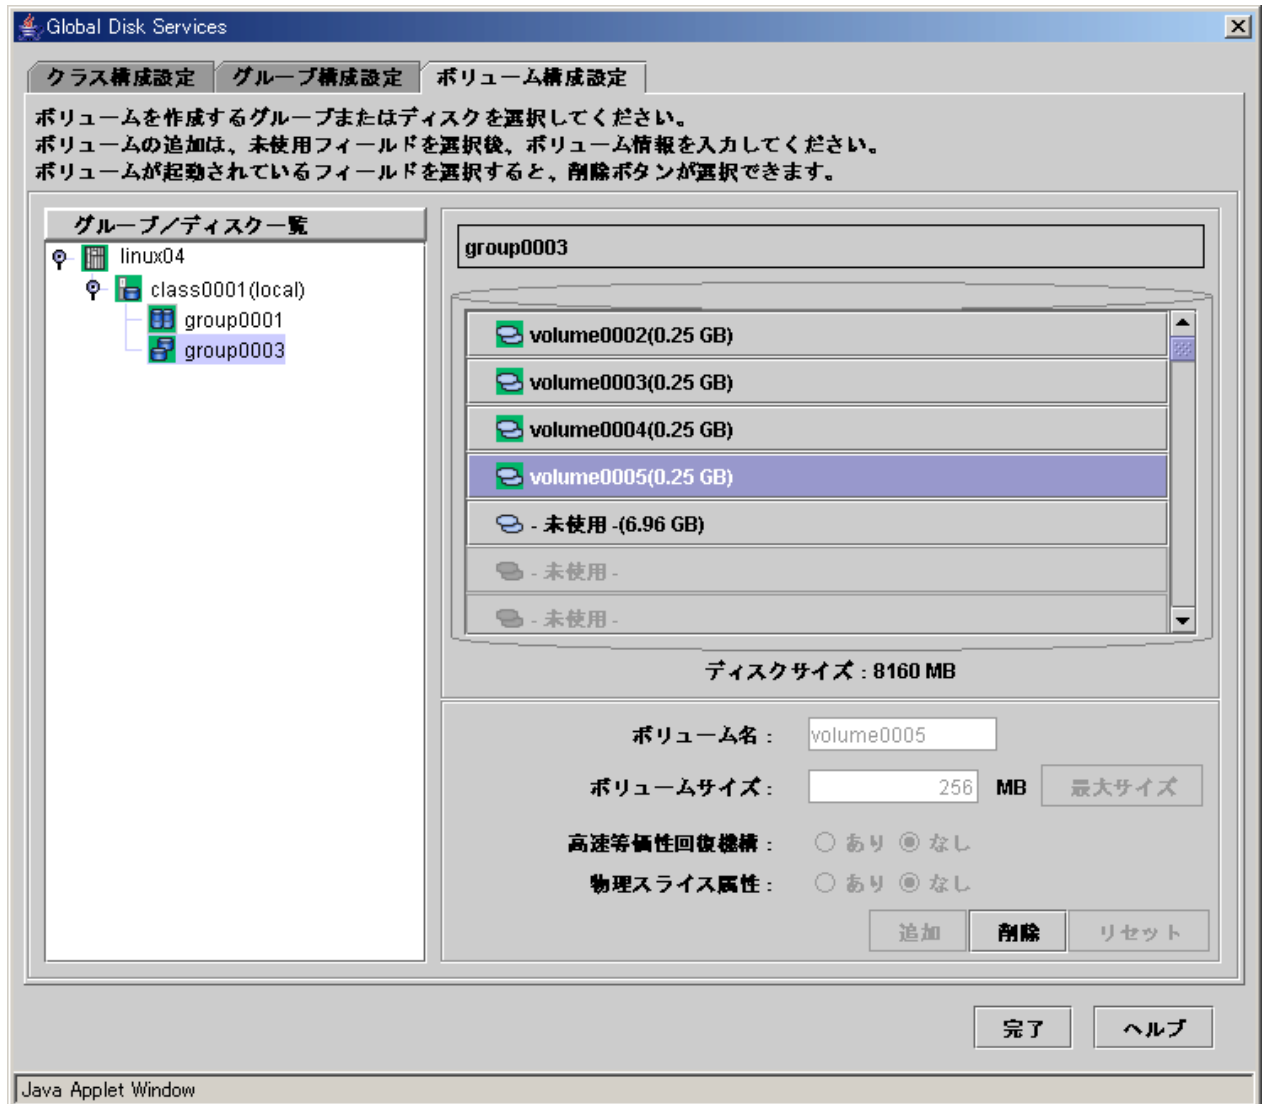 Global Disk Services
クラス構成設定 グループ構成設定 ボリューム構成設定
ボリュームを作成するグループまたはディスクを選択してください。
ボリュームの追加は、未使用フィールドを選択後、ボリューム情報を入力してください。
ボリュームが起動されているフィールドを選択すると、削除ボタンが選択できます。
グループ/ディスク一覧
linux04
class0001(local)
group0001
group0003
group0003
volume0002(0.25 GB)
volume0003(0.25 GB)
volume0004(0.25 GB)
volume0005(0.25 GB)
- 未使用 -(6.96 GB)
- 未使用 -
- 未使用 -
ディスクサイズ : 8160 MB
ボリューム名 : volume0005
ボリュームサイズ : 256 MB 最大サイズ
高速等価性回復機構 : あり なし
物理スライス属性 : あり なし
追加 削除 リセット
完了 ヘルプ
Java Applet Window